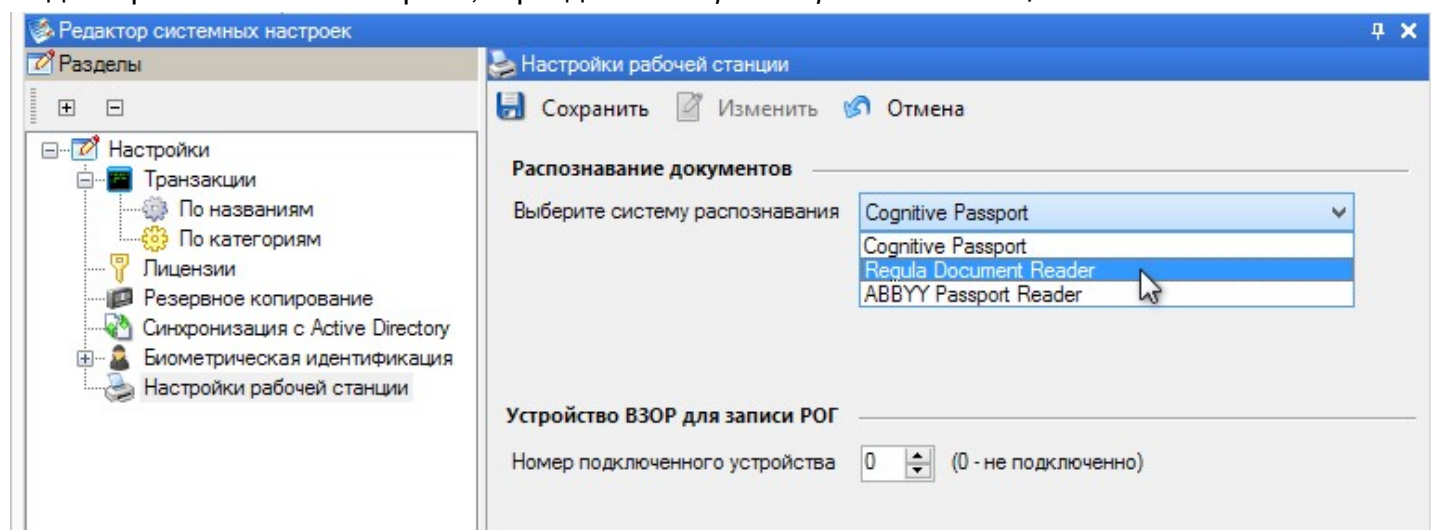 Редактор системных настроек
Разделы
Настройки
Транзакции
По названиям
По категориям
Лицензии
Резервное копирование
Синхронизация с Active Directory
Биометрическая идентификация
Настройки рабочей станции
Настройки рабочей станции
Сохранить Изменить Отмена
Распознавание документов
Выберите систему распознавания Cognitive Passport
Cognitive Passport
Regula Document Reader
ABBYY Passport Reader
Устройство ВЗОР для записи РОГ
Номер подключенного устройства 0 (0 - не подключенно)